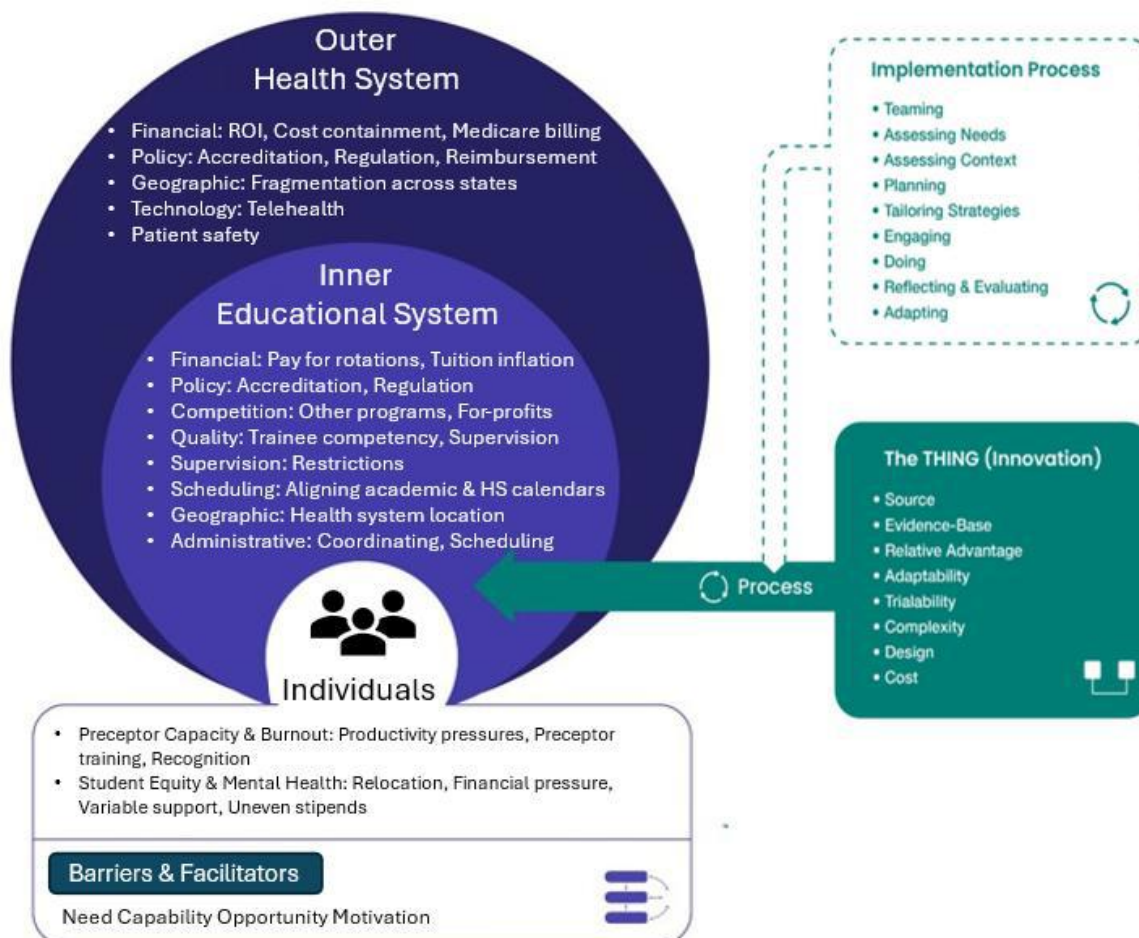 Outer
Health System
• Financial: ROI, Cost containment, Medicare billing
• Policy: Accreditation, Regulation, Reimbursement
• Geographic: Fragmentation across states
• Technology: Telehealth
• Patient safety
Inner
Educational System
• Financial: Pay for rotations, Tuition inflation
• Policy: Accreditation, Regulation
• Competition: Other programs, For-profits
• Quality: Trainee competency, Supervision
• Supervision: Restrictions
• Scheduling: Aligning academic & HS calendars
• Geographic: Health system location
• Administrative: Coordinating, Scheduling
Individuals
• Preceptor Capacity & Burnout: Productivity pressures, Preceptor
training, Recognition
• Student Equity & Mental Health: Relocation, Financial pressure,
Variable support, Uneven stipends
Barriers & Facilitators
Need Capability Opportunity Motivation
Implementation Process
• Teaming
• Assessing Needs
• Assessing Context
• Planning
• Tailoring Strategies
• Engaging
• Doing
• Reflecting & Evaluating
• Adapting
Process
The THING (Innovation)
• Source
• Evidence-Base
• Relative Advantage
• Adaptability
• Trialability
• Complexity
• Design
• Cost